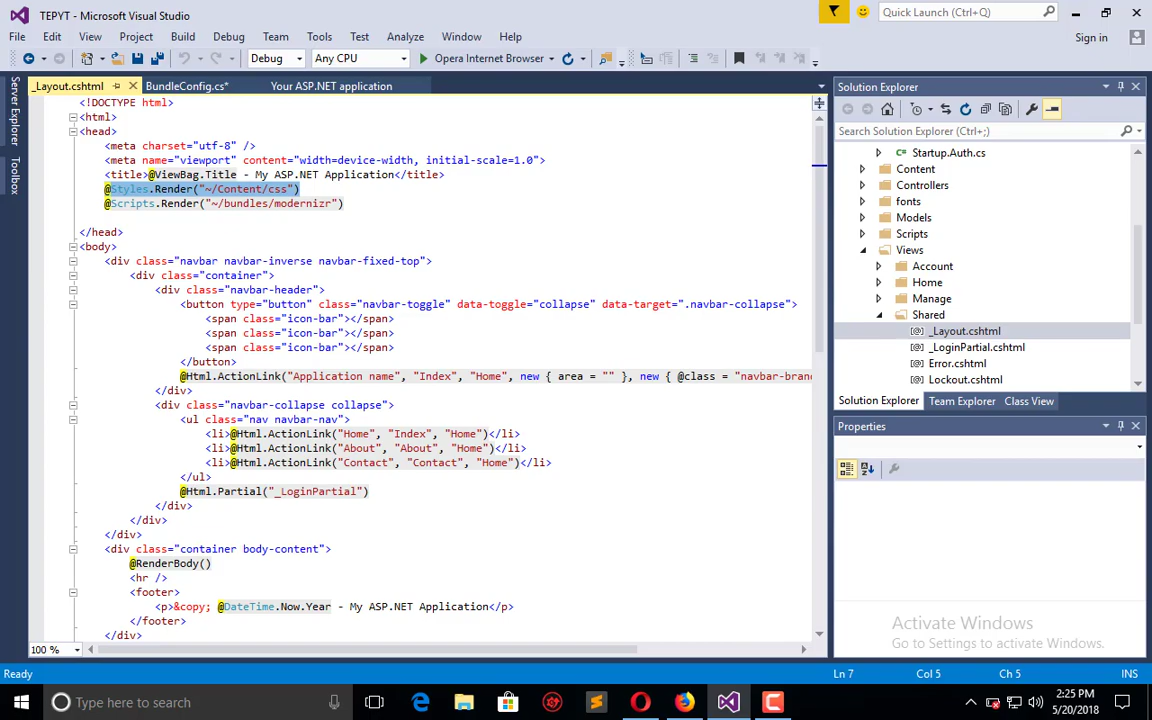 TEPYT - Microsoft Visual Studio
Quick Launch (Ctrl+Q)
File Edit View Project Build Debug Team Tools Test Analyze Window Help
Sign in
Debug Any CPU Opera Internet Browser
Server Explorer
Toolbox
_Layout.cshtml BundleConfig.cs* Your ASP.NET application
<!DOCTYPE html>
<html>
<head>
<meta charset="utf-8" />
<meta name="viewport" content="width=device-width, initial-scale=1.0">
<title>@ViewBag.Title - My ASP.NET Application</title>
@Styles.Render("~/Content/css")
@Scripts.Render("~/bundles/modernizr")
</head>
<body>
<div class="navbar navbar-inverse navbar-fixed-top">
<div class="container">
<div class="navbar-header">
<button type="button" class="navbar-toggle" data-toggle="collapse" data-target=".navbar-collapse">
<span class="icon-bar"></span>
<span class="icon-bar"></span>
<span class="icon-bar"></span>
</button>
@Html.ActionLink("Application name", "Index", "Home", new { area = "" }, new { @class = "navbar-bran
</div>
<div class="navbar-collapse collapse">
<ul class="nav navbar-nav">
<li>@Html.ActionLink("Home", "Index", "Home")</li>
<li>@Html.ActionLink("About", "About", "Home")</li>
<li>@Html.ActionLink("Contact", "Contact", "Home")</li>
</ul>
@Html.Partial("_LoginPartial")
</div>
</div>
</div>
<div class="container body-content">
@RenderBody()
<hr />
<footer>
<p>&copy; @DateTime.Now.Year - My ASP.NET Application</p>
</footer>
</div>
100 %
Solution Explorer
Search Solution Explorer (Ctrl+;)
Startup.Auth.cs
Content
Controllers
fonts
Models
Scripts
Views
Account
Home
Manage
Shared
_Layout.cshtml
_LoginPartial.cshtml
Error.cshtml
Lockout.cshtml
Solution Explorer Team Explorer Class View
Properties
Activate Windows
Go to Settings to activate Windows.
Ready Ln 7 Col 5 Ch 5 INS
Type here to search
2:25 PM
5/20/2018